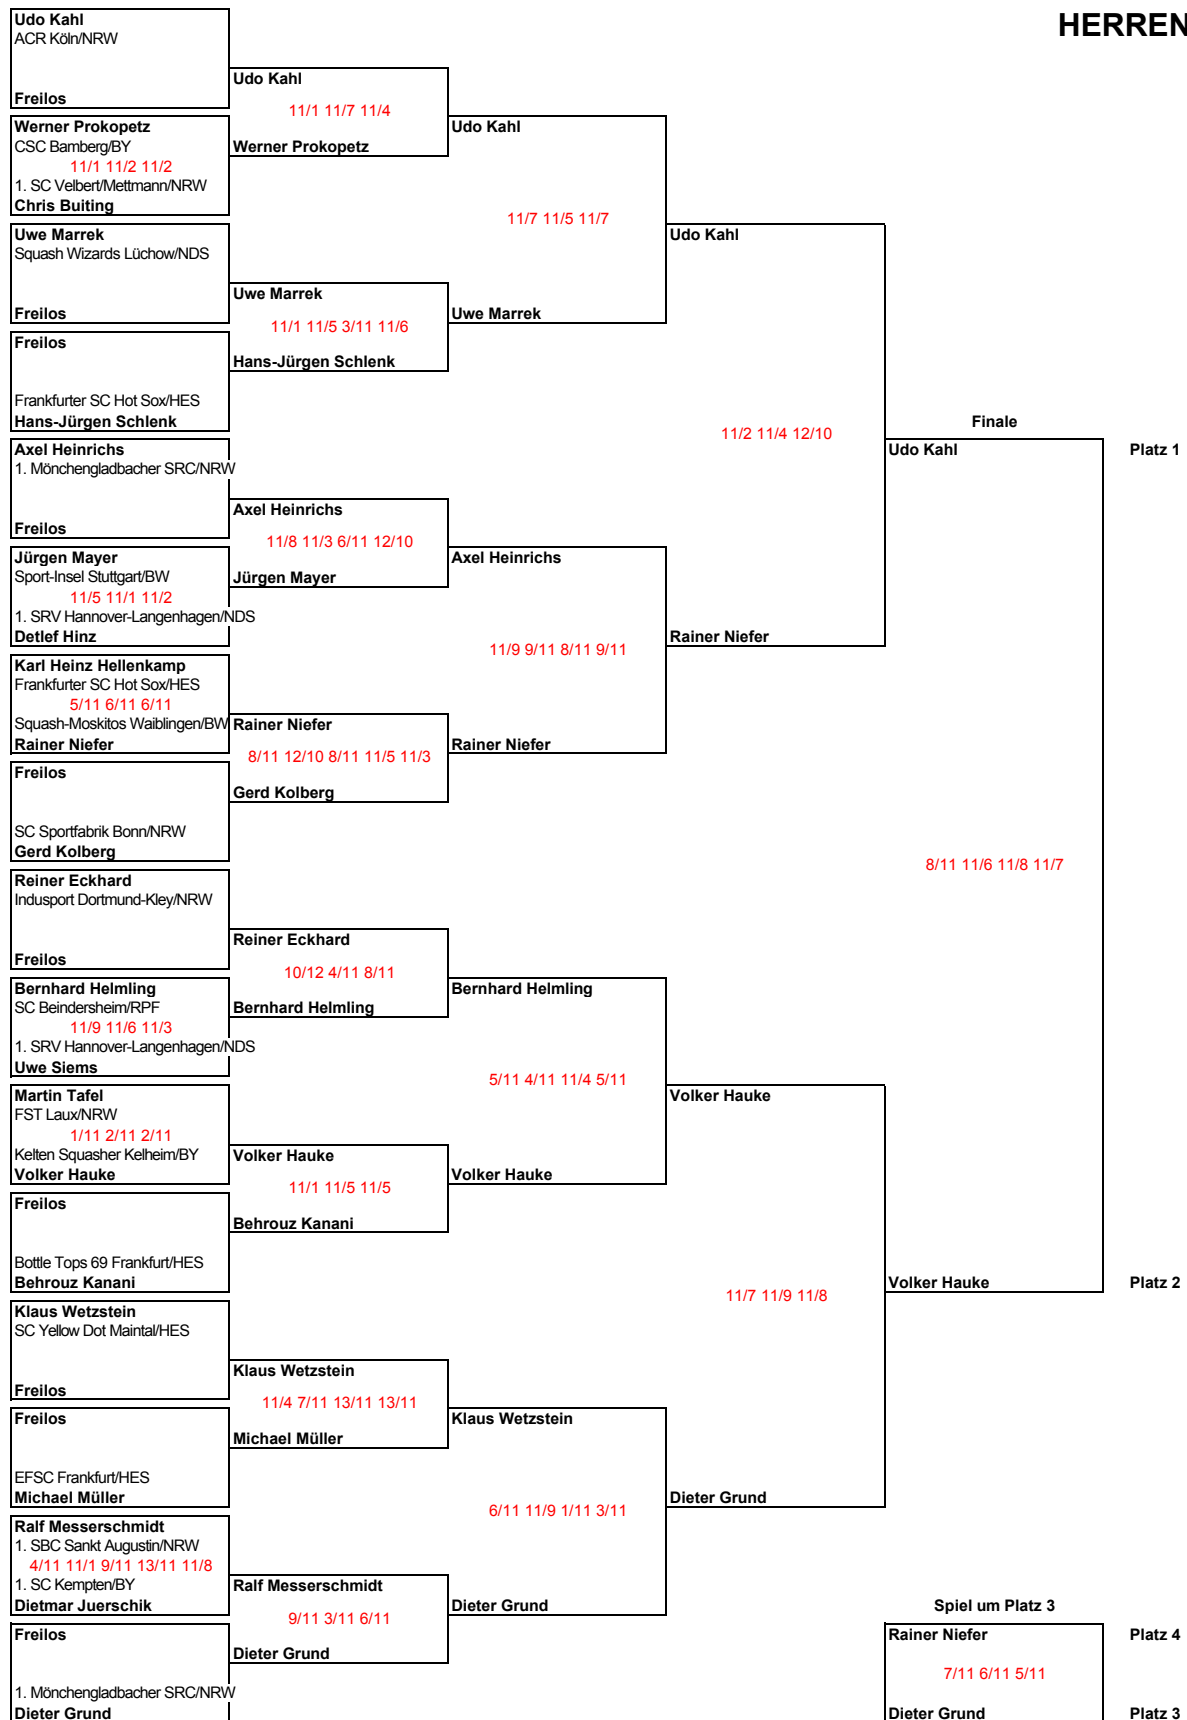 HERREN
Udo Kahl
ACR Köln/NRW
Freilos
Werner Prokopetz
CSC Bamberg/BY
11/1 11/2 11/2
1. SC Velbert/Mettmann/NRW
Chris Buiting
Uwe Marrek
Squash Wizards Lüchow/NDS
Freilos
Freilos
Frankfurter SC Hot Sox/HES
Hans-Jürgen Schlenk
Axel Heinrichs
1. Mönchengladbacher SRC/NRW
Freilos
Jürgen Mayer
Sport-Insel Stuttgart/BW
11/5 11/1 11/2
1. SRV Hannover-Langenhagen/NDS
Detlef Hinz
Karl Heinz Hellenkamp
Frankfurter SC Hot Sox/HES
5/11 6/11 6/11
Squash-Moskitos Waiblingen/BW
Rainer Niefer
Freilos
SC Sportfabrik Bonn/NRW
Gerd Kolberg
Reiner Eckhard
Indusport Dortmund-Kley/NRW
Freilos
Bernhard Helmling
SC Beindersheim/RPF
11/9 11/6 11/3
1. SRV Hannover-Langenhagen/NDS
Uwe Siems
Martin Tafel
FST Laux/NRW
1/11 2/11 2/11
Kelten Squasher Kelheim/BY
Volker Hauke
Freilos
Bottle Tops 69 Frankfurt/HES
Behrouz Kanani
Klaus Wetzstein
SC Yellow Dot Maintal/HES
Freilos
Freilos
EFSC Frankfurt/HES
Michael Müller
Ralf Messerschmidt
1. SBC Sankt Augustin/NRW
4/11 11/1 9/11 13/11 11/8
1. SC Kempten/BY
Dietmar Juerschik
Freilos
1. Mönchengladbacher SRC/NRW
Dieter Grund
Udo Kahl
11/1 11/7 11/4
Werner Prokopetz
Uwe Marrek
11/1 11/5 3/11 11/6
Hans-Jürgen Schlenk
Axel Heinrichs
11/8 11/3 6/11 12/10
Jürgen Mayer
Rainer Niefer
8/11 12/10 8/11 11/5 11/3
Gerd Kolberg
Reiner Eckhard
10/12 4/11 8/11
Bernhard Helmling
Volker Hauke
11/1 11/5 11/5
Behrouz Kanani
Klaus Wetzstein
11/4 7/11 13/11 13/11
Michael Müller
Ralf Messerschmidt
9/11 3/11 6/11
Dieter Grund
Udo Kahl
11/7 11/5 11/7
Uwe Marrek
Axel Heinrichs
11/9 9/11 8/11 9/11
Rainer Niefer
Bernhard Helmling
5/11 4/11 11/4 5/11
Volker Hauke
Klaus Wetzstein
6/11 11/9 1/11 3/11
Dieter Grund
Udo Kahl
11/2 11/4 12/10
Rainer Niefer
Volker Hauke
11/7 11/9 11/8
Dieter Grund
Finale
Udo Kahl
Platz 1
8/11 11/6 11/8 11/7
Volker Hauke
Platz 2
Spiel um Platz 3
Rainer Niefer
Platz 4
7/11 6/11 5/11
Dieter Grund
Platz 3